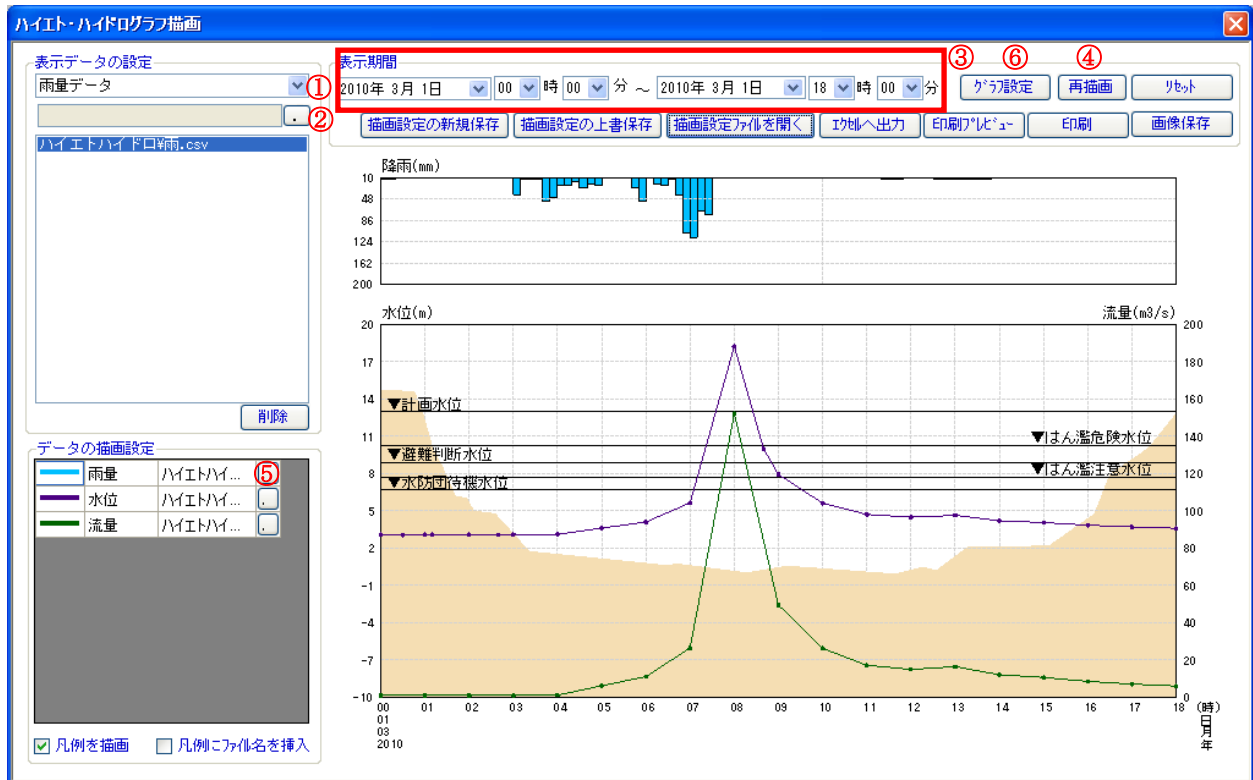 ハイエト・ハイドログラフ描画
表示データの設定
雨量データ
①
.
②
ハイエトハイドロ¥雨.csv
削除
データの描画設定
雨量 ハイエトハイ... ⑤
水位 ハイエトハイ... .
流量 ハイエトハイ... .
凡例を描画 凡例にファイル名を挿入
表示期間
③ ⑥ ④
2010年 3月 1日 00 時 00 分 ～ 2010年 3月 1日 18 時 00 分 グラフ設定 再描画 リセット
描画設定の新規保存 描画設定の上書保存 描画設定ファイルを開く エクセルへ出力 印刷プレビュー 印刷 画像保存
降雨(mm)
10
48
86
124
162
200
水位(m) 流量(m3/s)
20 200
17 180
14 160
▼計画水位
11 140
▼はん濫危険水位
▼避難判断水位
▼はん濫注意水位
8 120
▼水防団待機水位
5 100
2 80
-1 60
-4 40
-7 20
-10 0
00 01 02 03 04 05 06 07 08 09 10 11 12 13 14 15 16 17 18 (時)
01 日
03 月
2010 年